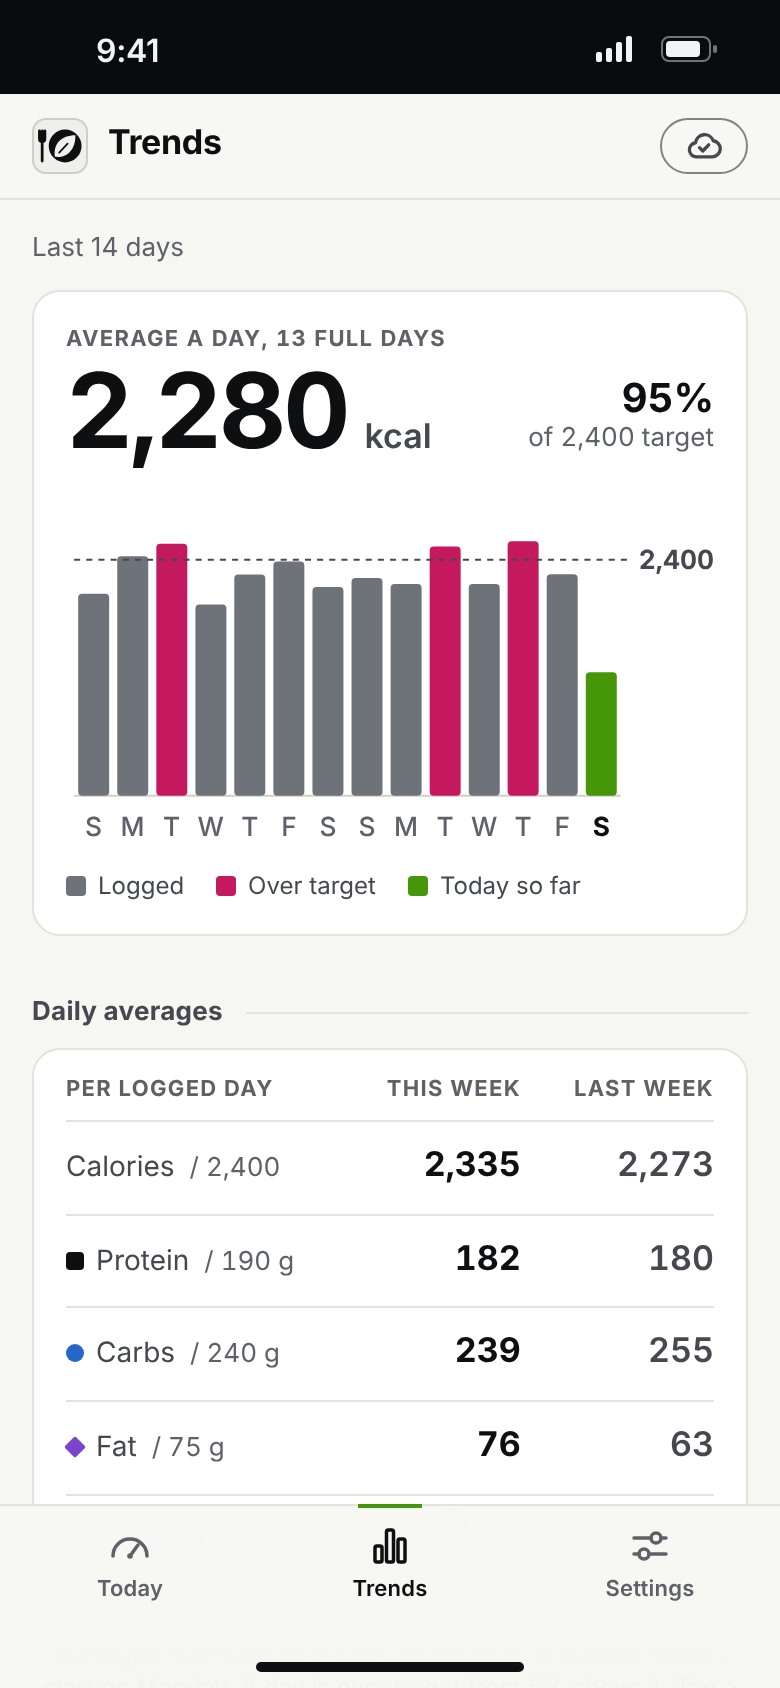 9:41
Trends
Last 14 days
AVERAGE A DAY, 13 FULL DAYS
2,280 kcal
95%
of 2,400 target
2,400
S M T W T F S S M T W T F S
Logged Over target Today so far
Daily averages
PER LOGGED DAY THIS WEEK LAST WEEK
Calories / 2,400 2,335 2,273
Protein / 190 g 182 180
Carbs / 240 g 239 255
Fat / 75 g 76 63
Today Trends Settings